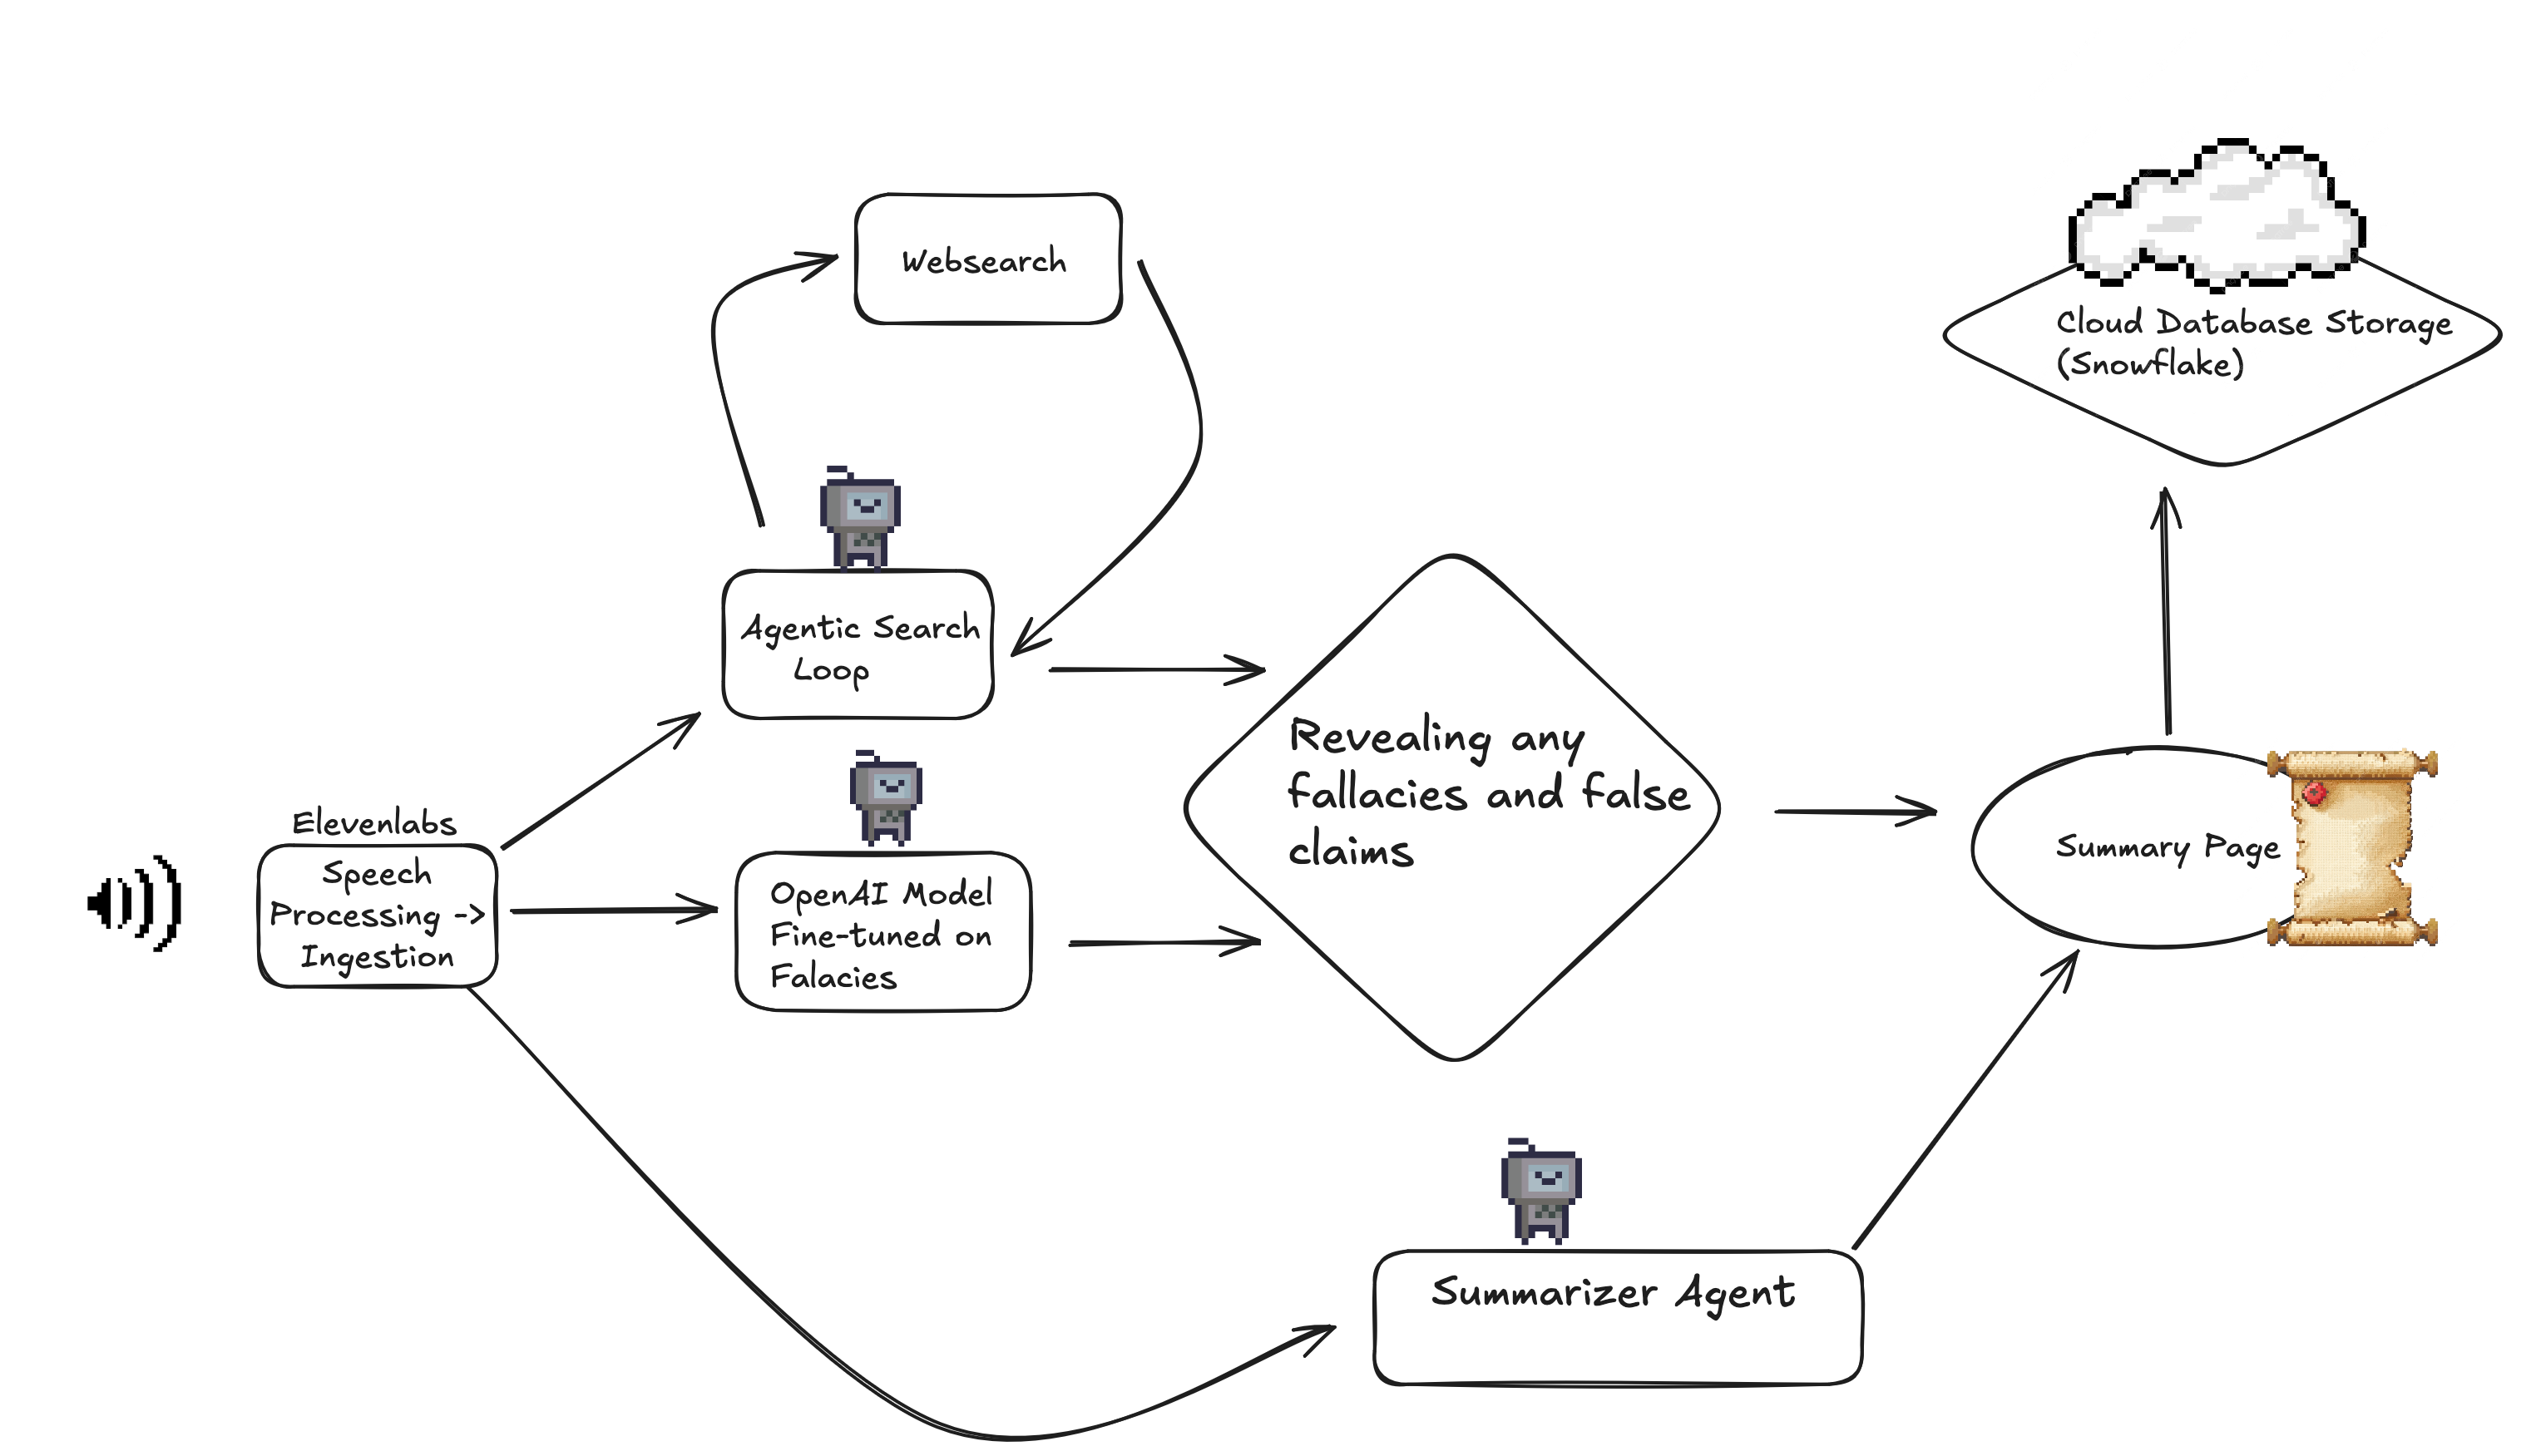 Websearch
Cloud Database Storage
(Snowflake)
Agentic Search
Loop
Revealing any
fallacies and false
claims
Elevenlabs
Speech
Processing ->
Ingestion
OpenAI Model
Fine-tuned on
Falacies
Summary Page
Summarizer Agent